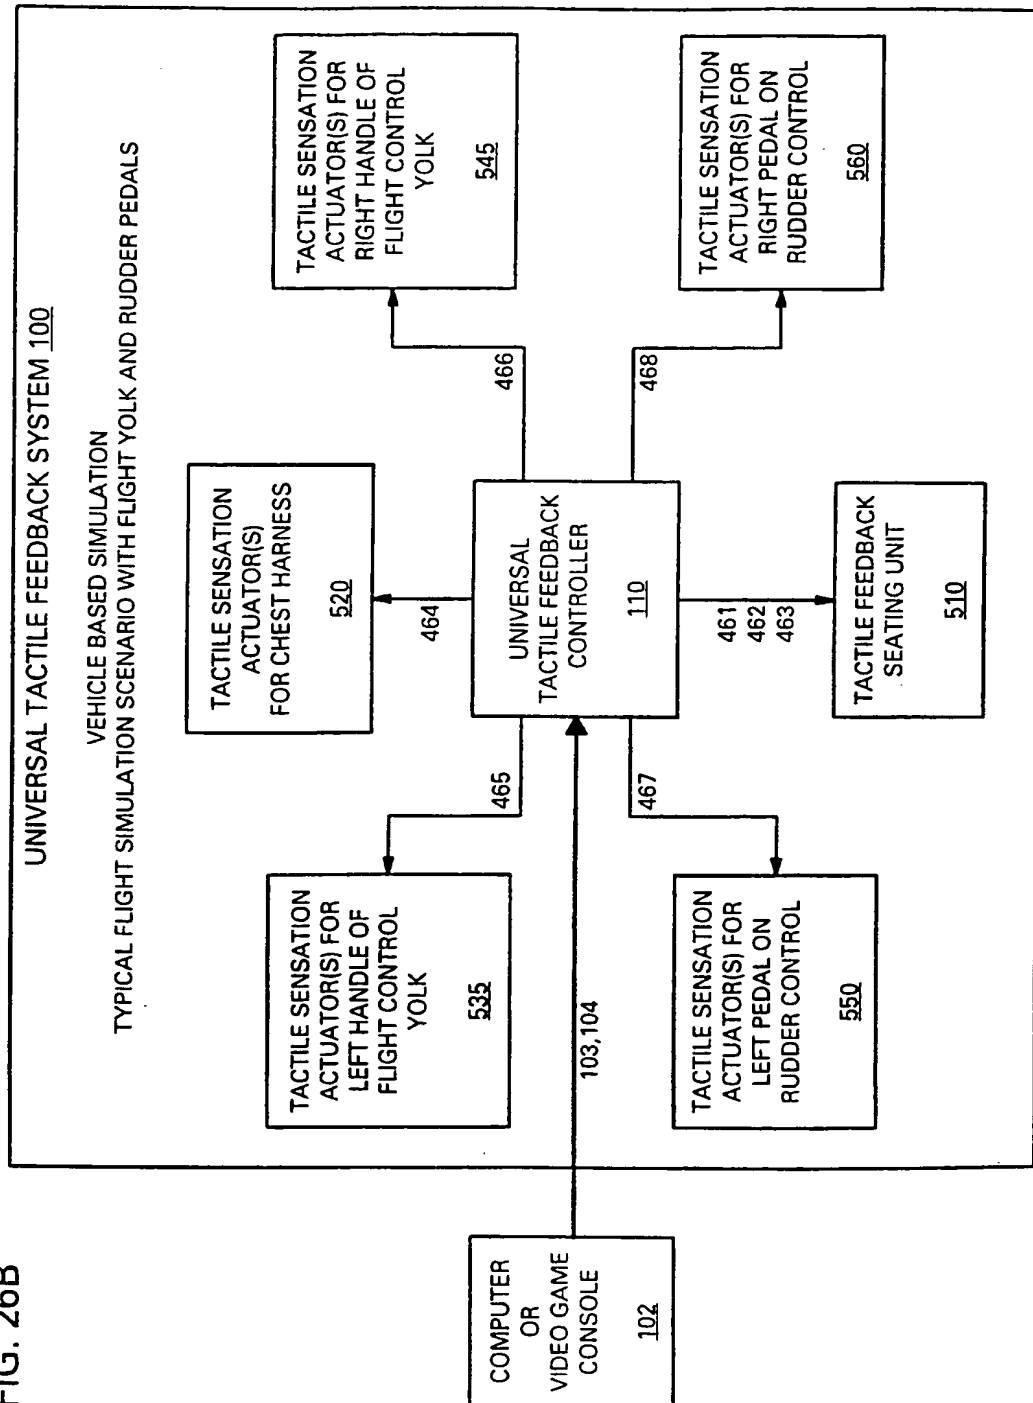 FIG. 26B
UNIVERSAL TACTILE FEEDBACK SYSTEM 100
VEHICLE BASED SIMULATION
TYPICAL FLIGHT SIMULATION SCENARIO WITH FLIGHT YOLK AND RUDDER PEDALS
TACTILE SENSATION
ACTUATOR(S) FOR
LEFT HANDLE OF
FLIGHT CONTROL
YOLK
535
TACTILE SENSATION
ACTUATOR(S)
FOR CHEST HARNESS
520
TACTILE SENSATION
ACTUATOR(S) FOR
RIGHT HANDLE OF
FLIGHT CONTROL
YOLK
545
465
464
466
COMPUTER
OR
VIDEO GAME
CONSOLE
102
103,104
UNIVERSAL
TACTILE FEEDBACK
CONTROLLER
110
467
461
462
463
468
TACTILE SENSATION
ACTUATOR(S) FOR
LEFT PEDAL ON
RUDDER CONTROL
550
TACTILE FEEDBACK
SEATING UNIT
510
TACTILE SENSATION
ACTUATOR(S) FOR
RIGHT PEDAL ON
RUDDER CONTROL
560